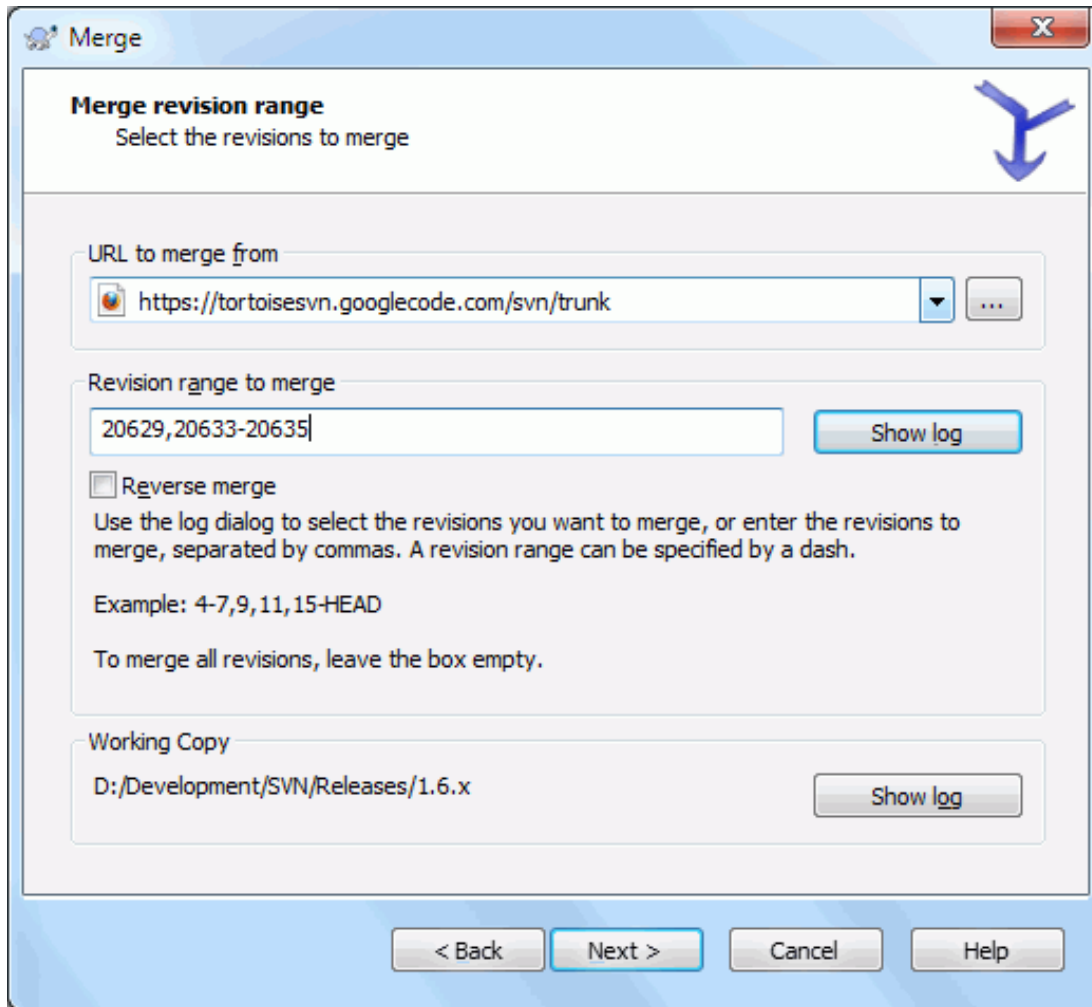 Merge
Merge revision range
Select the revisions to merge
URL to merge from
https://tortoisesvn.googlecode.com/svn/trunk
...
Revision range to merge
20629,20633-20635
Show log
Reverse merge
Use the log dialog to select the revisions you want to merge, or enter the revisions to
merge, separated by commas. A revision range can be specified by a dash.
Example: 4-7,9,11,15-HEAD
To merge all revisions, leave the box empty.
Working Copy
D:/Development/SVN/Releases/1.6.x
Show log
< Back
Next >
Cancel
Help